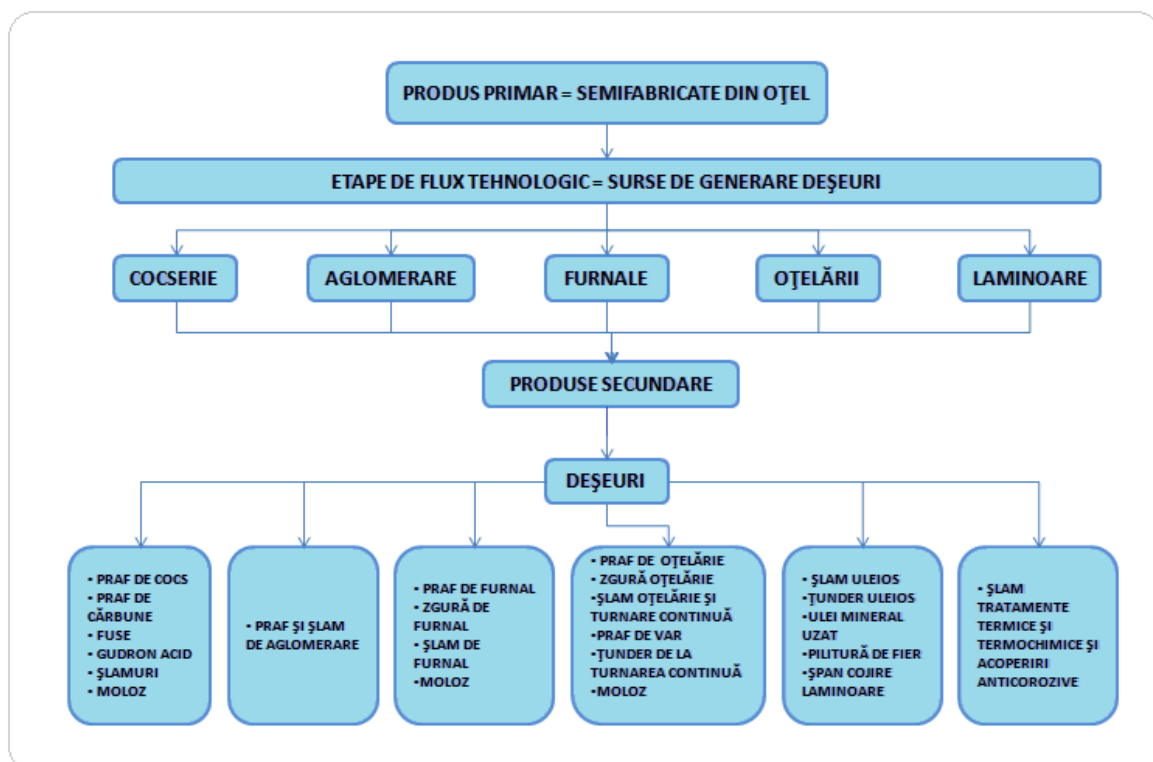 PRODUS PRIMAR = SEMIFABRICATE DIN OŢEL
ETAPE DE FLUX TEHNOLOGIC = SURSE DE GENERARE DEŞEURI
COCSERIE
AGLOMERARE
FURNALE
OŢELĂRII
LAMINOARE
PRODUSE SECUNDARE
DEŞEURI
▪ PRAF DE COCS
▪ PRAF DE
CĂRBUNE
▪ FUSE
▪ GUDRON ACID
▪ ŞLAMURI
▪ MOLOZ
▪ PRAF ŞI ŞLAM
DE AGLOMERARE
▪ PRAF DE FURNAL
▪ ZGURĂ DE
FURNAL
▪ ŞLAM DE
FURNAL
▪MOLOZ
▪ PRAF DE OŢELĂRIE
▪ ZGURĂ OŢELĂRIE
▪ŞLAM OŢELĂRIE ŞI
TURNARE CONTINUĂ
▪PRAF DE VAR
▪ŢUNDER DE LA
TURNAREA CONTINUĂ
▪ MOLOZ
▪ ŞLAM ULEIOS
▪ ŢUNDER ULEIOS
▪ ULEI MINERAL
UZAT
▪ PILITURĂ DE FIER
▪ ŞPAN COJIRE
LAMINOARE
▪ ŞLAM
TRATAMENTE
TERMICE ŞI
TERMOCHIMICE ŞI
ACOPERIRI
ANTICOROZIVE